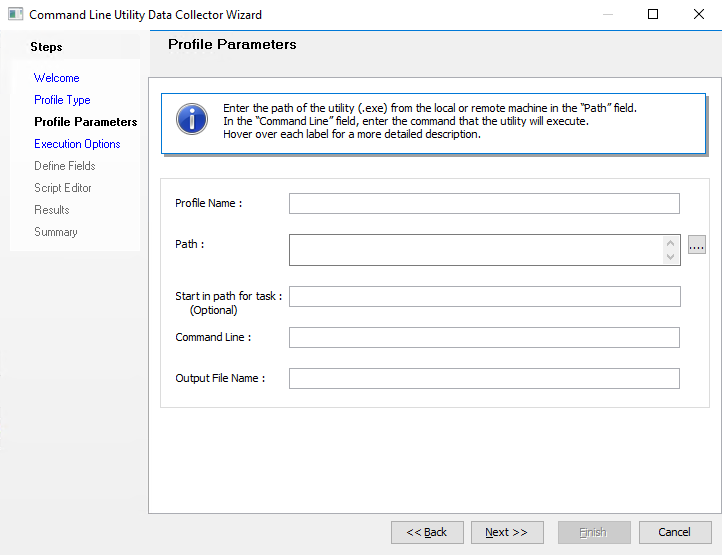 Command Line Utility Data Collector Wizard
Steps
Welcome
Profile Type
Profile Parameters
Execution Options
Define Fields
Script Editor
Results
Summary
Profile Parameters
Enter the path of the utility (.exe) from the local or remote machine in the “Path” field.
In the “Command Line” field, enter the command that the utility will execute.
Hover over each label for a more detailed description.
Profile Name :
Path :
....
Start in path for task :
(Optional)
Command Line :
Output File Name :
<< Back
Next >>
Finish
Cancel